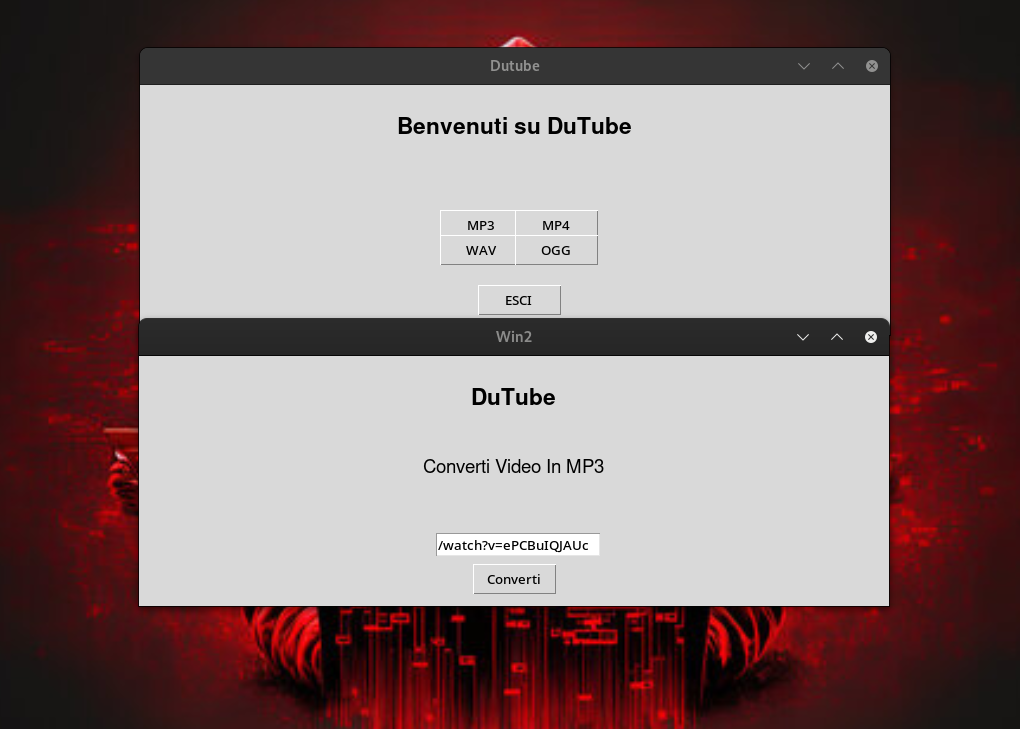 Dutube
Benvenuti su DuTube
MP3 MP4
WAV OGG
ESCI
Win2
DuTube
Converti Video In MP3
/watch?v=ePCBuIQJAUc
Converti